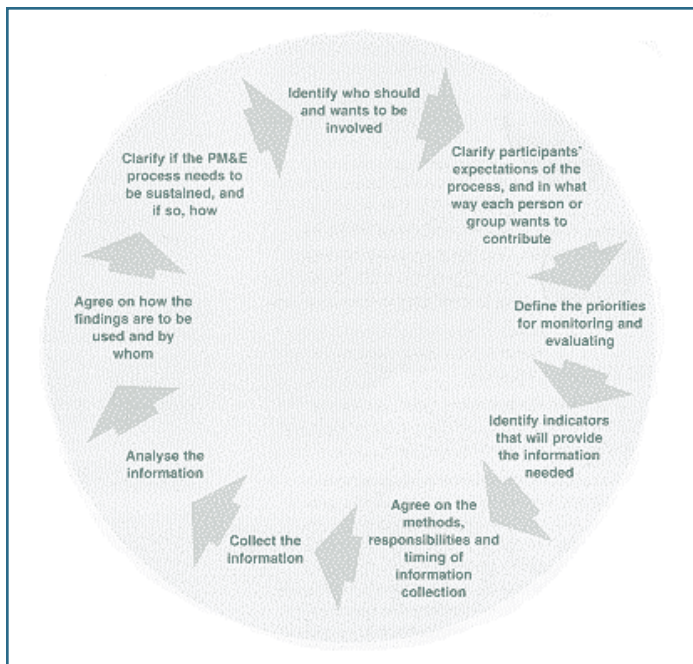 Identify who should
and wants to be
involved
Clarify participants'
expectations of the
process, and in what
way each person or
group wants to
contribute
Define the priorities
for monitoring and
evaluating
Identify indicators
that will provide
the information
needed
Agree on the
methods,
responsibilities and
timing of
information
collection
Collect the
information
Analyse the
information
Agree on how the
findings are to be
used and by
whom
Clarify if the PM&E
process needs to
be sustained, and
if so, how